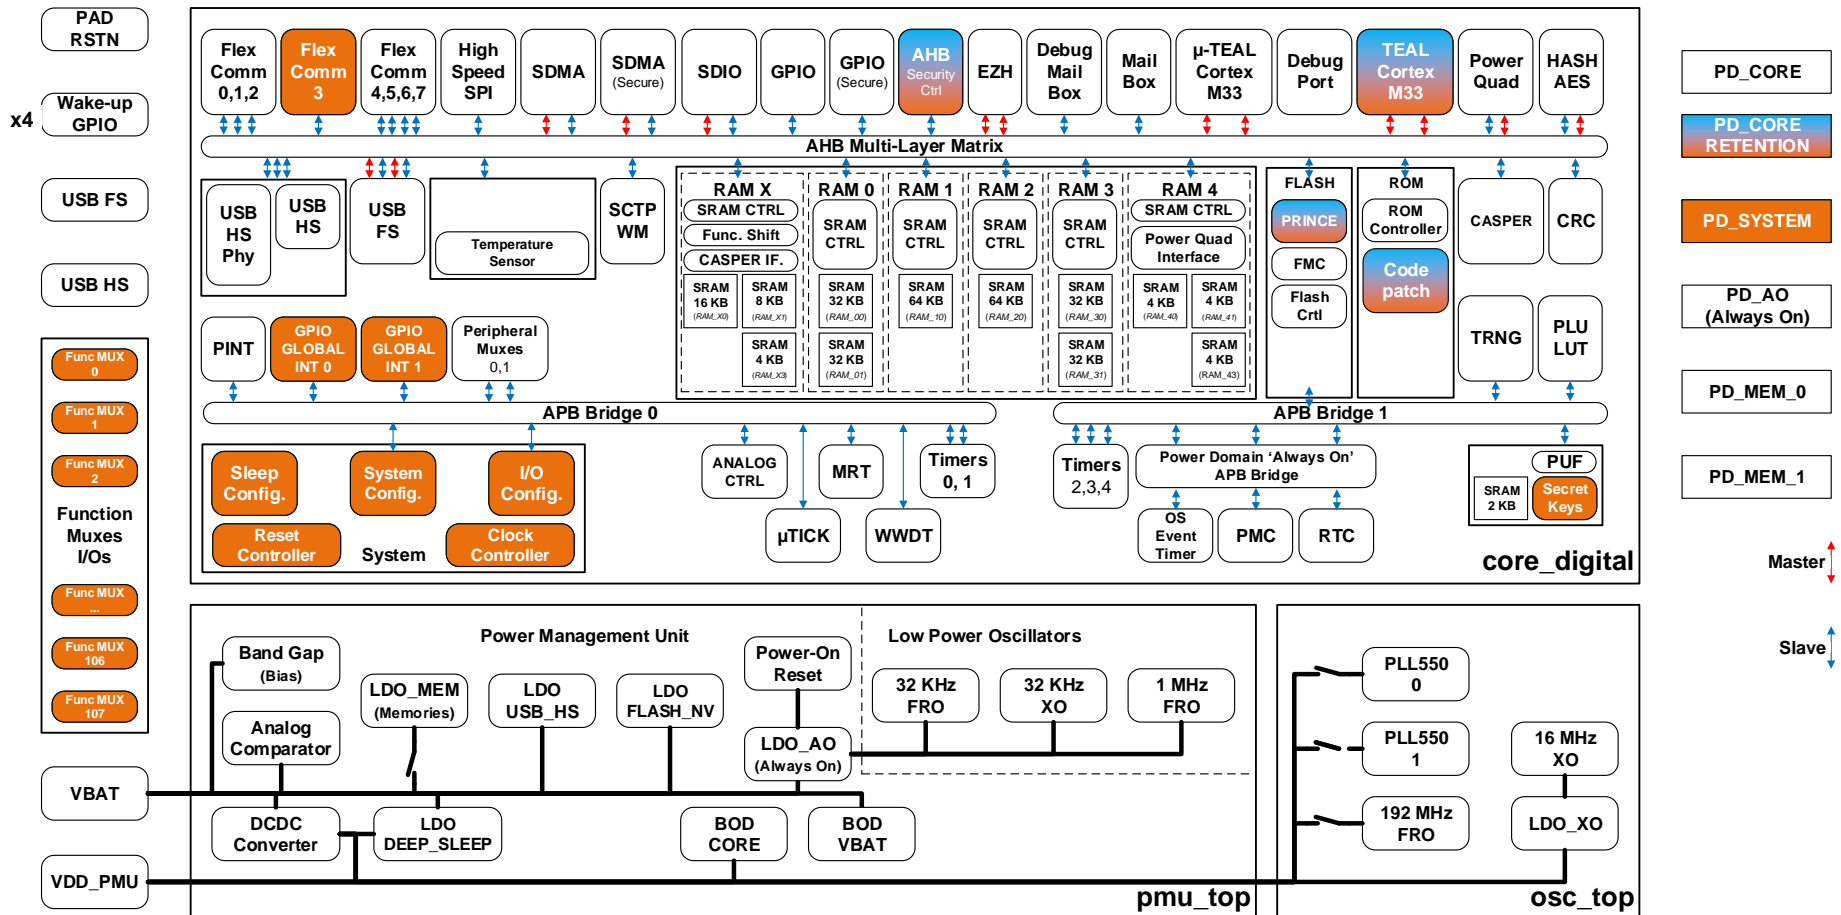 PAD
RSTN
x4
Wake-up
GPIO
USB FS
USB HS
Func MUX
0
Func MUX
1
Func MUX
2
Function
Muxes
I/Os
Func MUX
...
Func MUX
106
Func MUX
107
VBAT
VDD_PMU
Flex
Comm
0,1,2
Flex
Comm
3
Flex
Comm
4,5,6,7
High
Speed
SPI
SDMA
SDMA
(Secure)
SDIO
GPIO
GPIO
(Secure)
AHB
Security
Ctrl
EZH
Debug
Mail
Box
Mail
Box
µ-TEAL
Cortex
M33
Debug
Port
TEAL
Cortex
M33
Power
Quad
HASH
AES
AHB Multi-Layer Matrix
USB
HS
Phy
USB
HS
USB
FS
Temperature
Sensor
SCTP
WM
RAM X
SRAM CTRL
Func. Shift
CASPER IF.
SRAM
16 KB
(RAM_X0)
SRAM
8 KB
(RAM_X1)
SRAM
4 KB
(RAM_X3)
RAM 0
SRAM
CTRL
SRAM
32 KB
(RAM_00)
SRAM
32 KB
(RAM_01)
RAM 1
SRAM
CTRL
SRAM
64 KB
(RAM_10)
RAM 2
SRAM
CTRL
SRAM
64 KB
(RAM_20)
RAM 3
SRAM
CTRL
SRAM
32 KB
(RAM_30)
SRAM
32 KB
(RAM_31)
RAM 4
SRAM CTRL
Power Quad
Interface
SRAM
4 KB
(RAM_40)
SRAM
4 KB
(RAM_41)
SRAM
4 KB
(RAM_43)
FLASH
PRINCE
FMC
Flash
Crtl
ROM
ROM
Controller
Code
patch
CASPER
CRC
TRNG
PLU
LUT
PINT
GPIO
GLOBAL
INT 0
GPIO
GLOBAL
INT 1
Peripheral
Muxes
0,1
APB Bridge 0
APB Bridge 1
Sleep
Config.
System
Config.
I/O
Config.
Reset
Controller
System
Clock
Controller
ANALOG
CTRL
µTICK
MRT
WWDT
Timers
0, 1
Timers
2,3,4
Power Domain ‘Always On’
APB Bridge
OS
Event
Timer
PMC
RTC
PUF
SRAM
2 KB
Secret
Keys
core_digital
Power Management Unit
Band Gap
(Bias)
Analog
Comparator
LDO_MEM
(Memories)
LDO
USB_HS
LDO
FLASH_NV
Power-On
Reset
LDO_AO
(Always On)
Low Power Oscillators
32 KHz
FRO
32 KHz
XO
1 MHz
FRO
DCDC
Converter
LDO
DEEP_SLEEP
BOD
CORE
BOD
VBAT
pmu_top
PLL550
0
PLL550
1
192 MHz
FRO
16 MHz
XO
LDO_XO
osc_top
PD_CORE
PD_CORE
RETENTION
PD_SYSTEM
PD_AO
(Always On)
PD_MEM_0
PD_MEM_1
Master
Slave